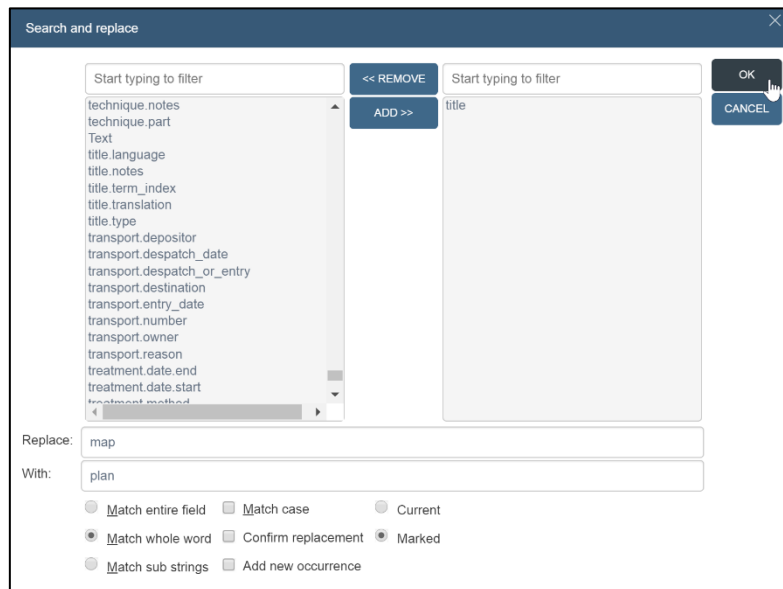 Search and replace
Start typing to filter
<< REMOVE
Start typing to filter
OK
ADD >>
CANCEL
technique.notes
technique.part
Text
title.language
title.notes
title.term_index
title.translation
title.type
transport.depositor
transport.despatch_date
transport.despatch_or_entry
transport.destination
transport.entry_date
transport.number
transport.owner
transport.reason
treatment.date.end
treatment.date.start
treatment.method
title
Replace: map
With: plan
Match entire field Match case Current
Match whole word Confirm replacement Marked
Match sub strings Add new occurrence